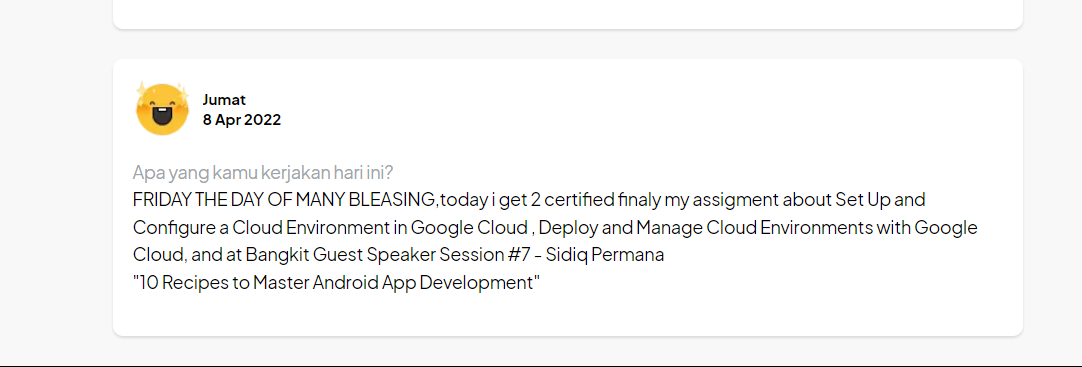 Jumat
8 Apr 2022
Apa yang kamu kerjakan hari ini?
FRIDAY THE DAY OF MANY BLEASING,today i get 2 certified finaly my assigment about Set Up and
Configure a Cloud Environment in Google Cloud , Deploy and Manage Cloud Environments with Google
Cloud, and at Bangkit Guest Speaker Session #7 - Sidiq Permana
"10 Recipes to Master Android App Development"